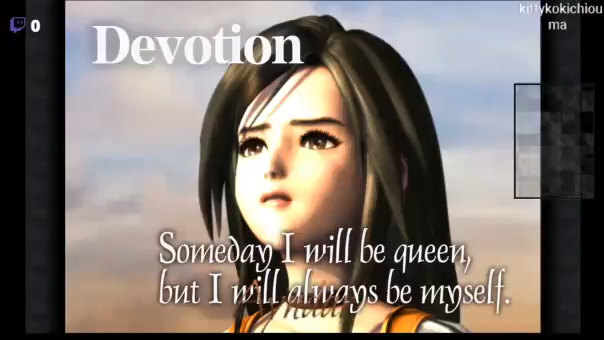 0
kittykokichiou
ma
Devotion
Someday I will be queen,
but I will always be myself.